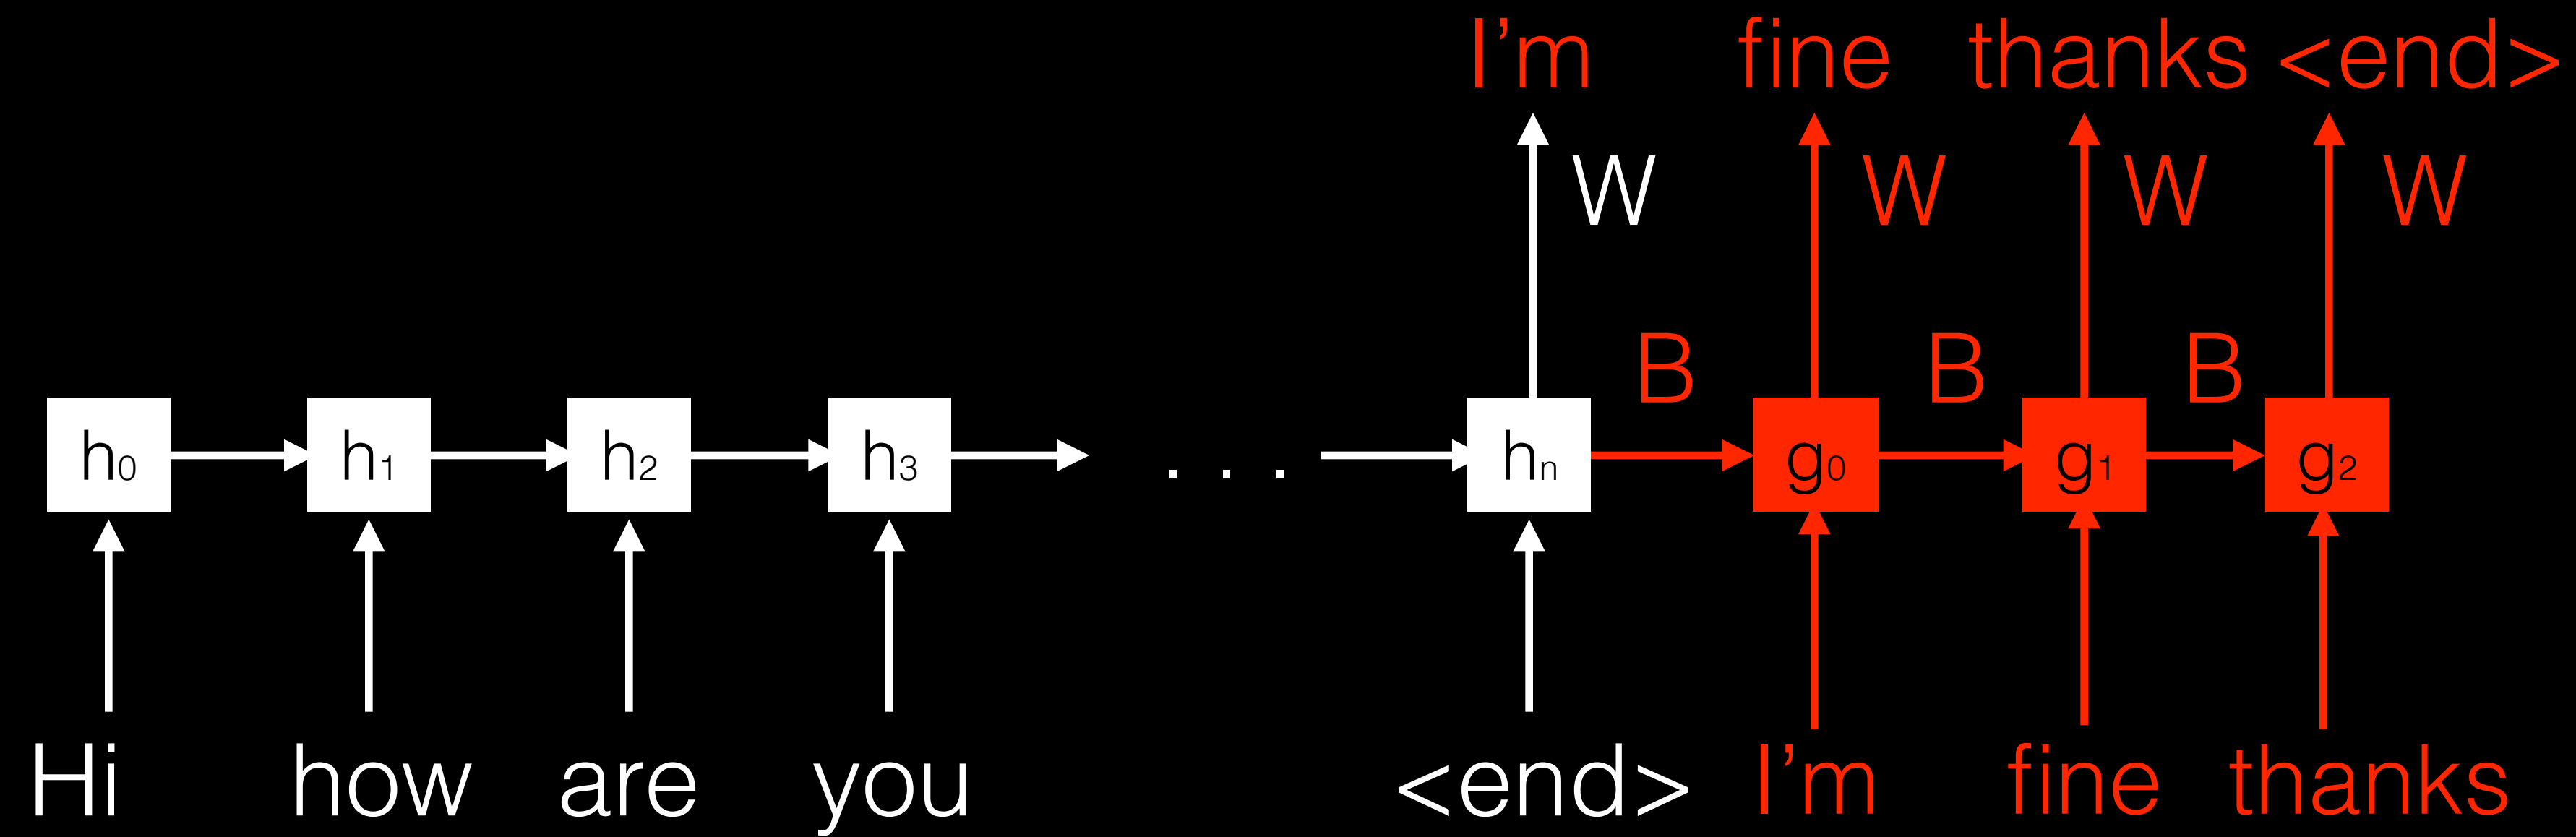 I’m fine thanks <end>
W W W W
B B B
h0 h1 h2 h3 . . . hn g0 g1 g2
Hi how are you <end> I’m fine thanks